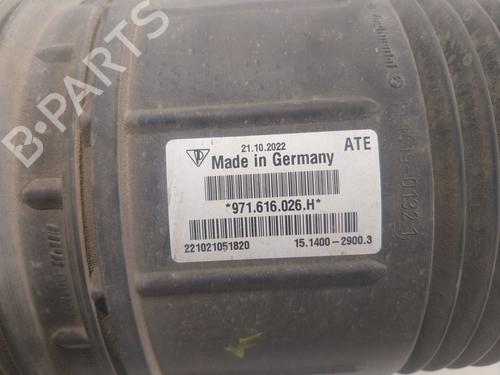 B-PARTS
21.10.2022
ATE
Made in Germany
*971.616.026.H*
221021051820
15.1400-2900.3